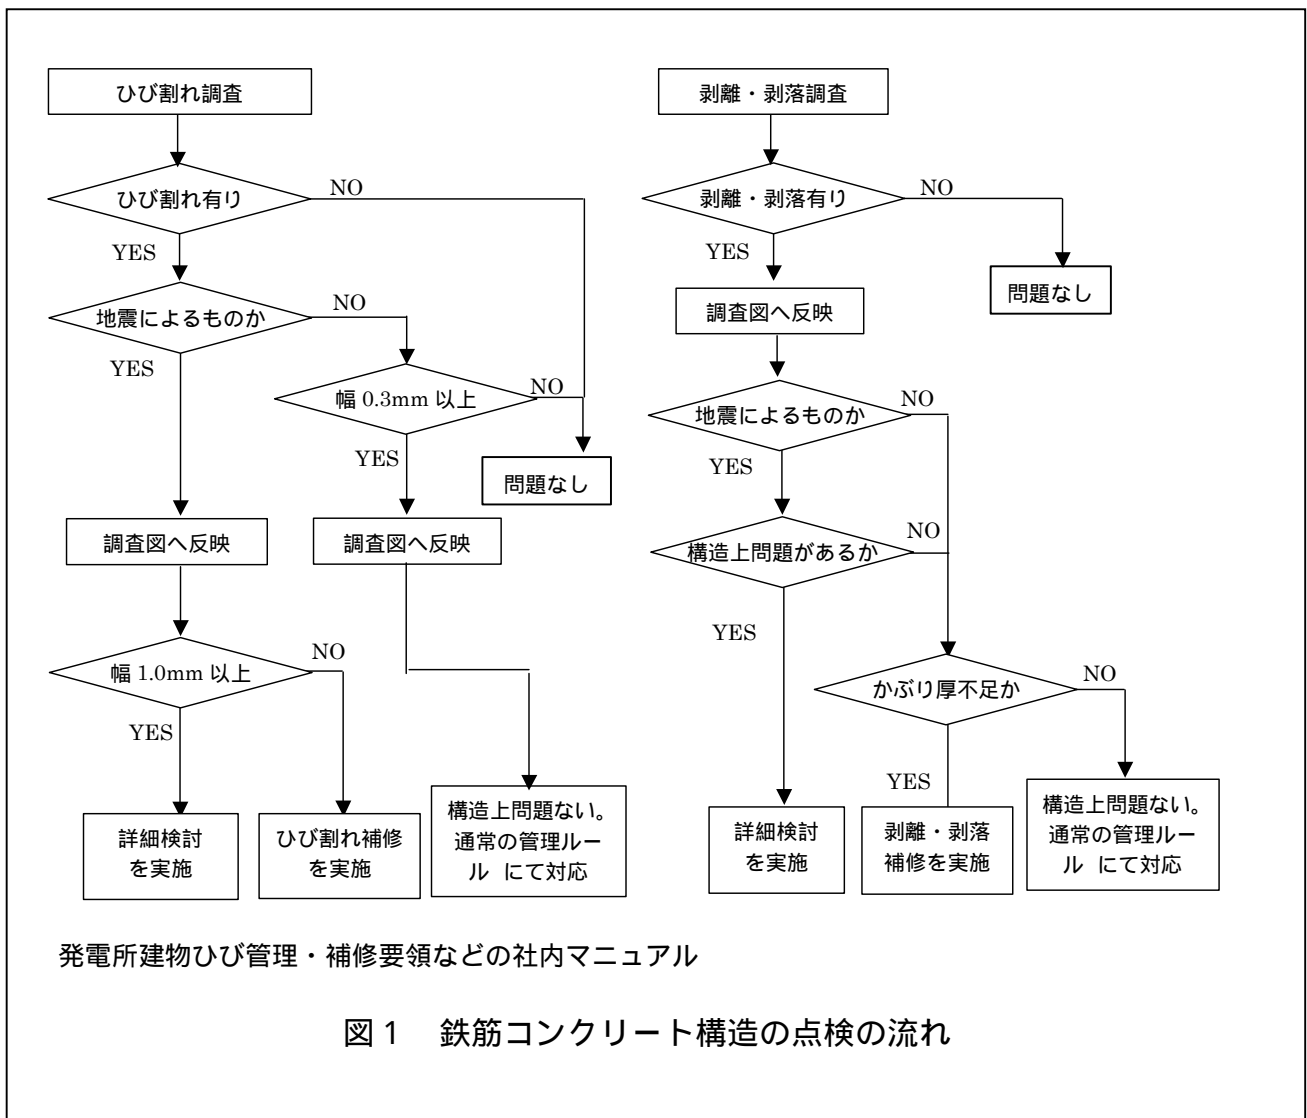 ひび割れ調査
ひび割れ有り
NO
YES
地震によるものか
NO
YES
幅 0.3mm 以上
NO
YES
問題なし
調査図へ反映
調査図へ反映
幅 1.0mm 以上
NO
YES
詳細検討
を実施
ひび割れ補修
を実施
構造上問題ない。
通常の管理ルー
ル にて対応
剥離・剥落調査
剥離・剥落有り
NO
YES
問題なし
調査図へ反映
地震によるものか
NO
YES
構造上問題があるか
NO
YES
かぶり厚不足か
NO
YES
詳細検討
を実施
剥離・剥落
補修を実施
構造上問題ない。
通常の管理ルー
ル にて対応
発電所建物ひび管理・補修要領などの社内マニュアル
図1 鉄筋コンクリート構造の点検の流れ